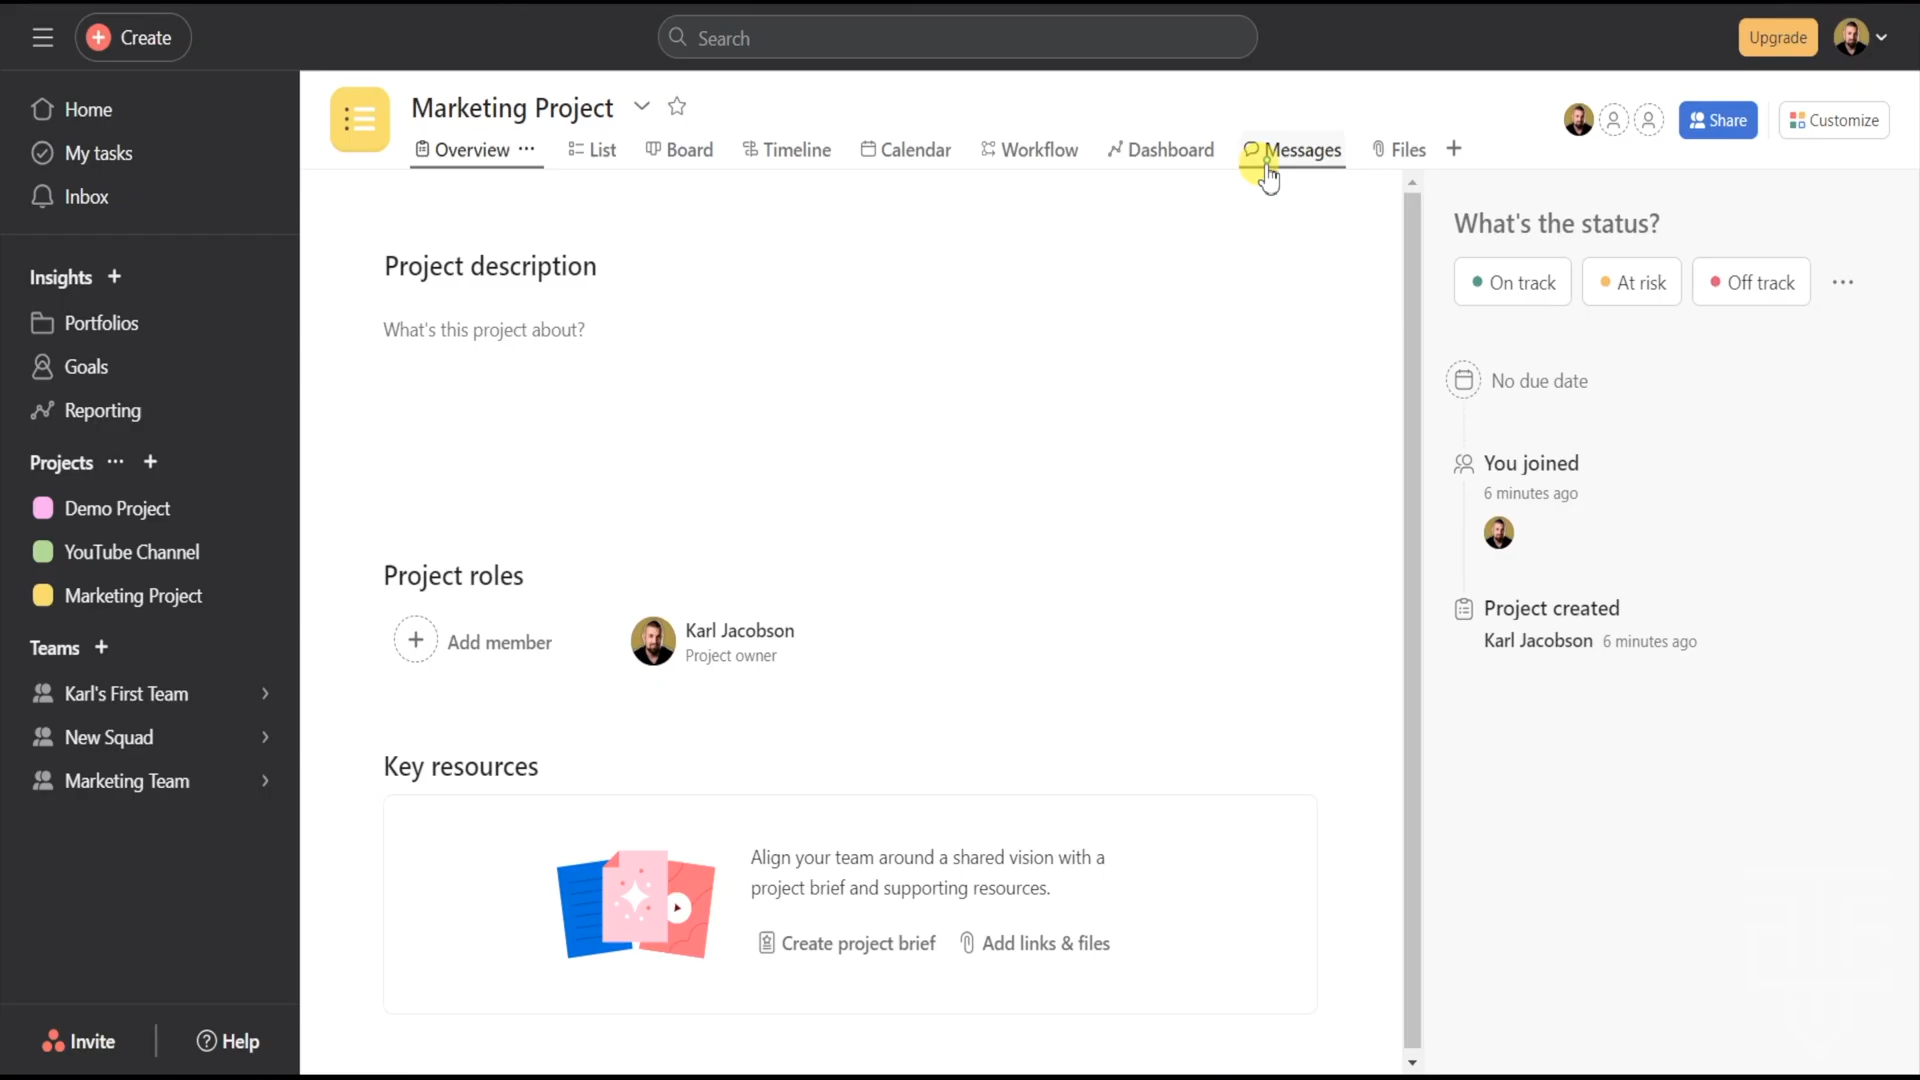 Create
Search
Upgrade
Home
My tasks
Inbox
Insights
Portfolios
Goals
Reporting
Projects
Demo Project
YouTube Channel
Marketing Project
Teams
Karl's First Team
New Squad
Marketing Team
Invite
Help
Marketing Project
Share
Customize
Overview
List
Board
Timeline
Calendar
Workflow
Dashboard
Messages
Files
Project description
What's this project about?
Project roles
Add member
Karl Jacobson
Project owner
Key resources
Align your team around a shared vision with a
project brief and supporting resources.
Create project brief
Add links & files
What's the status?
On track
At risk
Off track
No due date
You joined
6 minutes ago
Project created
Karl Jacobson 6 minutes ago